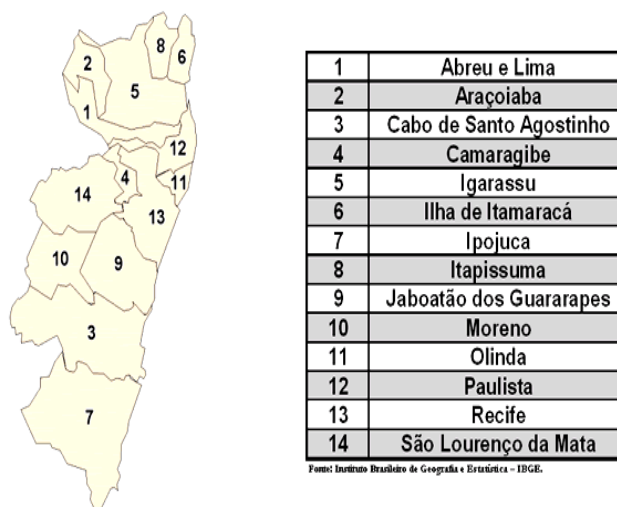 8
2
6
5
1
12
4
11
14
13
10
9
3
7
1 Abreu e Lima
2 Araçoiaba
3 Cabo de Santo Agostinho
4 Camaragibe
5 Igarassu
6 Ilha de Itamaracá
7 Ipojuca
8 Itapissuma
9 Jaboatão dos Guararapes
10 Moreno
11 Olinda
12 Paulista
13 Recife
14 São Lourenço da Mata
Fonte: Instituto Brasileiro de Geografia e Estatística – IBGE.